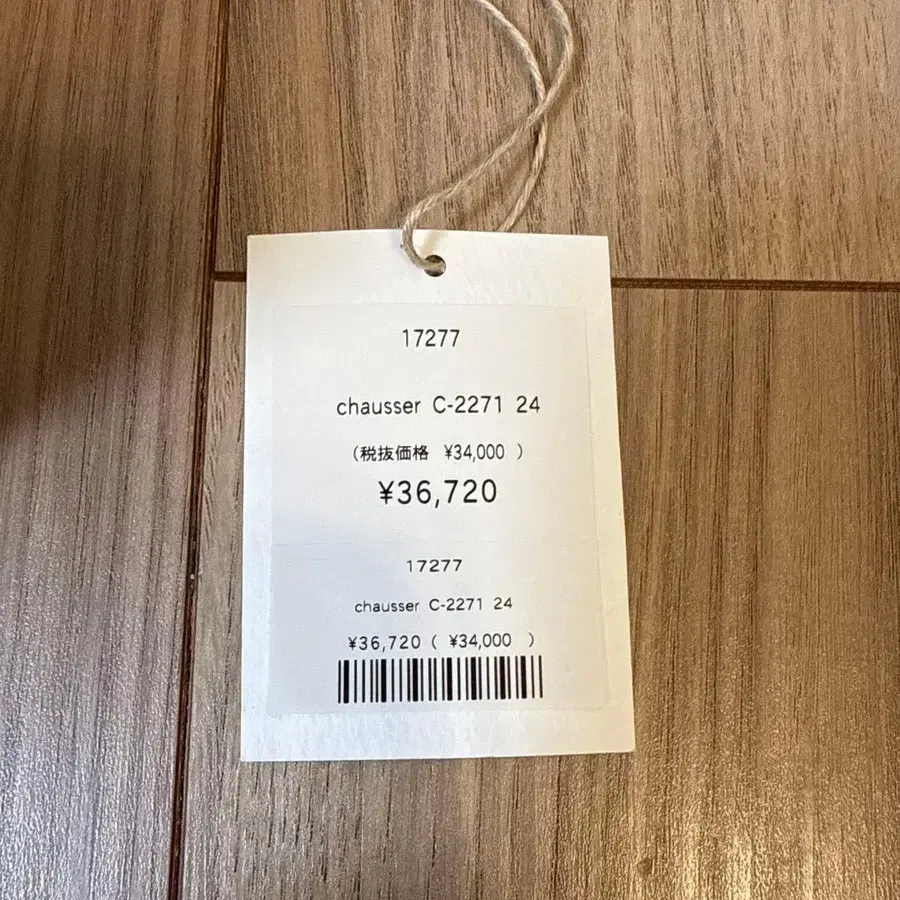 17277
chausser C-2271 24
(税抜価格 ¥34,000 )
¥36,720
17277
chausser C-2271 24
¥36,720 ( ¥34,000 )